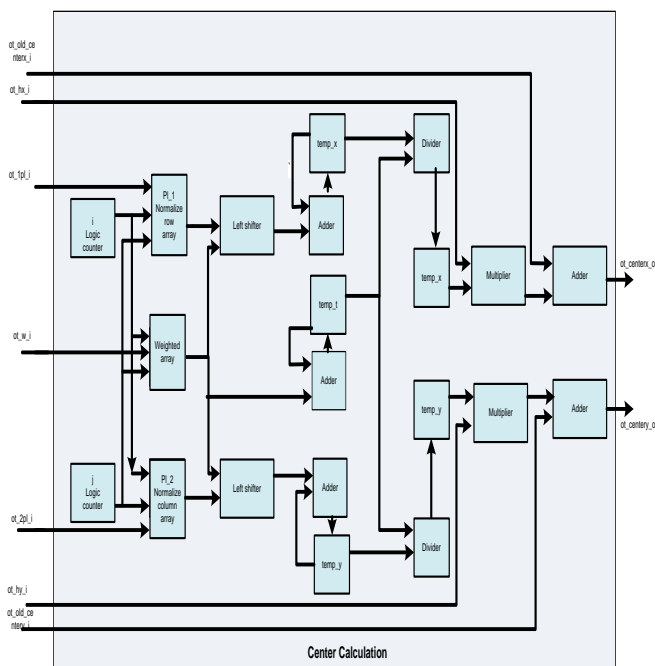 ot_old_ce
nterx_i
ot_hx_i
ot_1pl_i
ot_w_i
ot_2pl_i
ot_hy_i
ot_old_ce
ntery_i
i
Logic
counter
j
Logic
counter
Pl_1
Normalize
row
array
Weighted
array
Pl_2
Normalize
column
array
Left shifter
Left shifter
temp_x
Adder
temp_t
Adder
Adder
temp_y
Divider
temp_x
temp_y
Divider
Multiplier
Multiplier
Adder
Adder
ot_centerx_o
ot_centery_o
Center Calculation